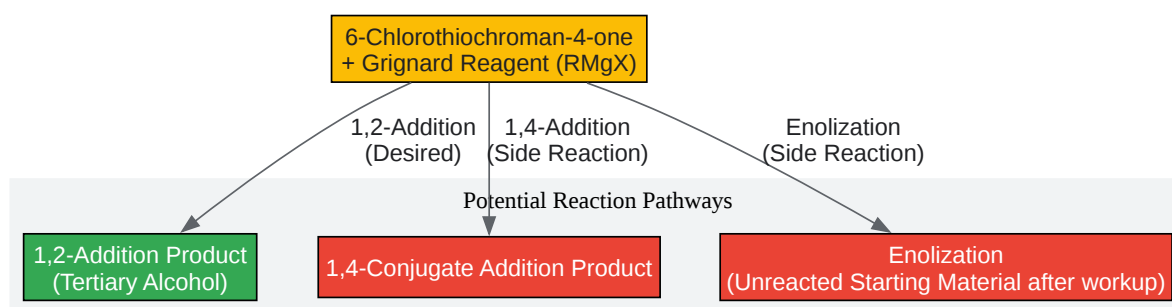 6-Chlorothiochroman-4-one
+ Grignard Reagent (RMgX)
1,2-Addition
(Desired)
1,4-Addition
(Side Reaction)
Enolization
(Side Reaction)
Potential Reaction Pathways
1,2-Addition Product
(Tertiary Alcohol)
1,4-Conjugate Addition Product
Enolization
(Unreacted Starting Material after workup)